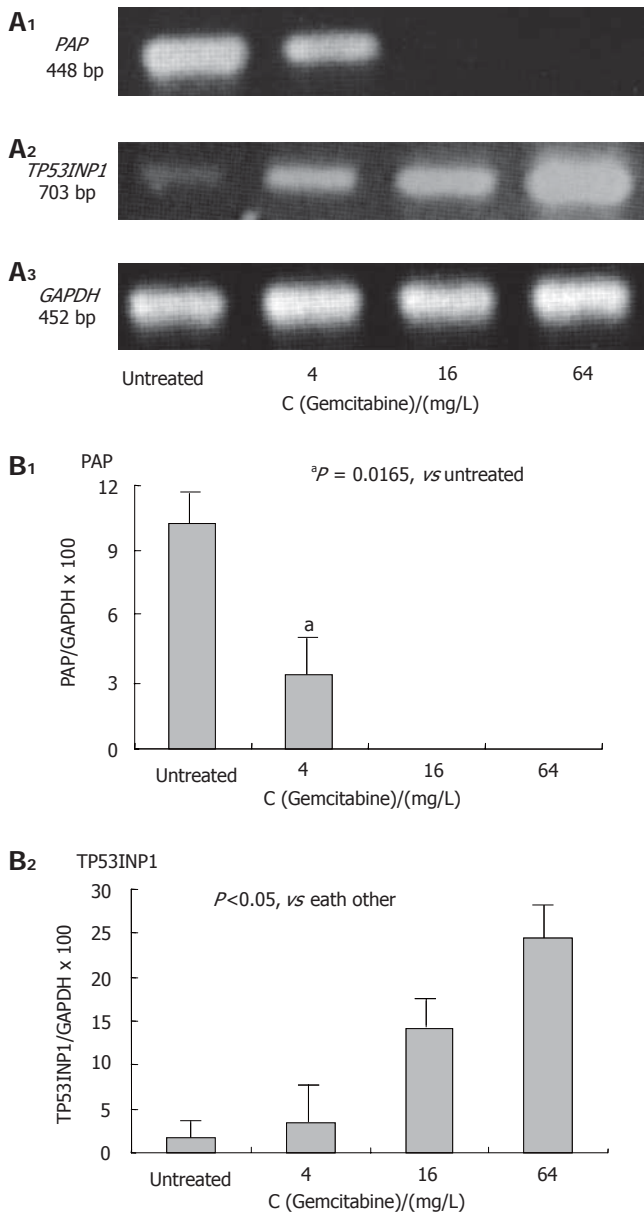 A1
PAP
448 bp
A2
TP53INP1
703 bp
A3
GAPDH
452 bp
Untreated 4 16 64
C (Gemcitabine)/(mg/L)
B1 PAP
ᵃP = 0.0165, vs untreated
PAP/GAPDH x 100
12
9
6
3
0
a
Untreated 4 16 64
C (Gemcitabine)/(mg/L)
B2 TP53INP1
P<0.05, vs eath other
TP53INP1/GAPDH x 100
30
25
20
15
10
5
0
Untreated 4 16 64
C (Gemcitabine)/(mg/L)